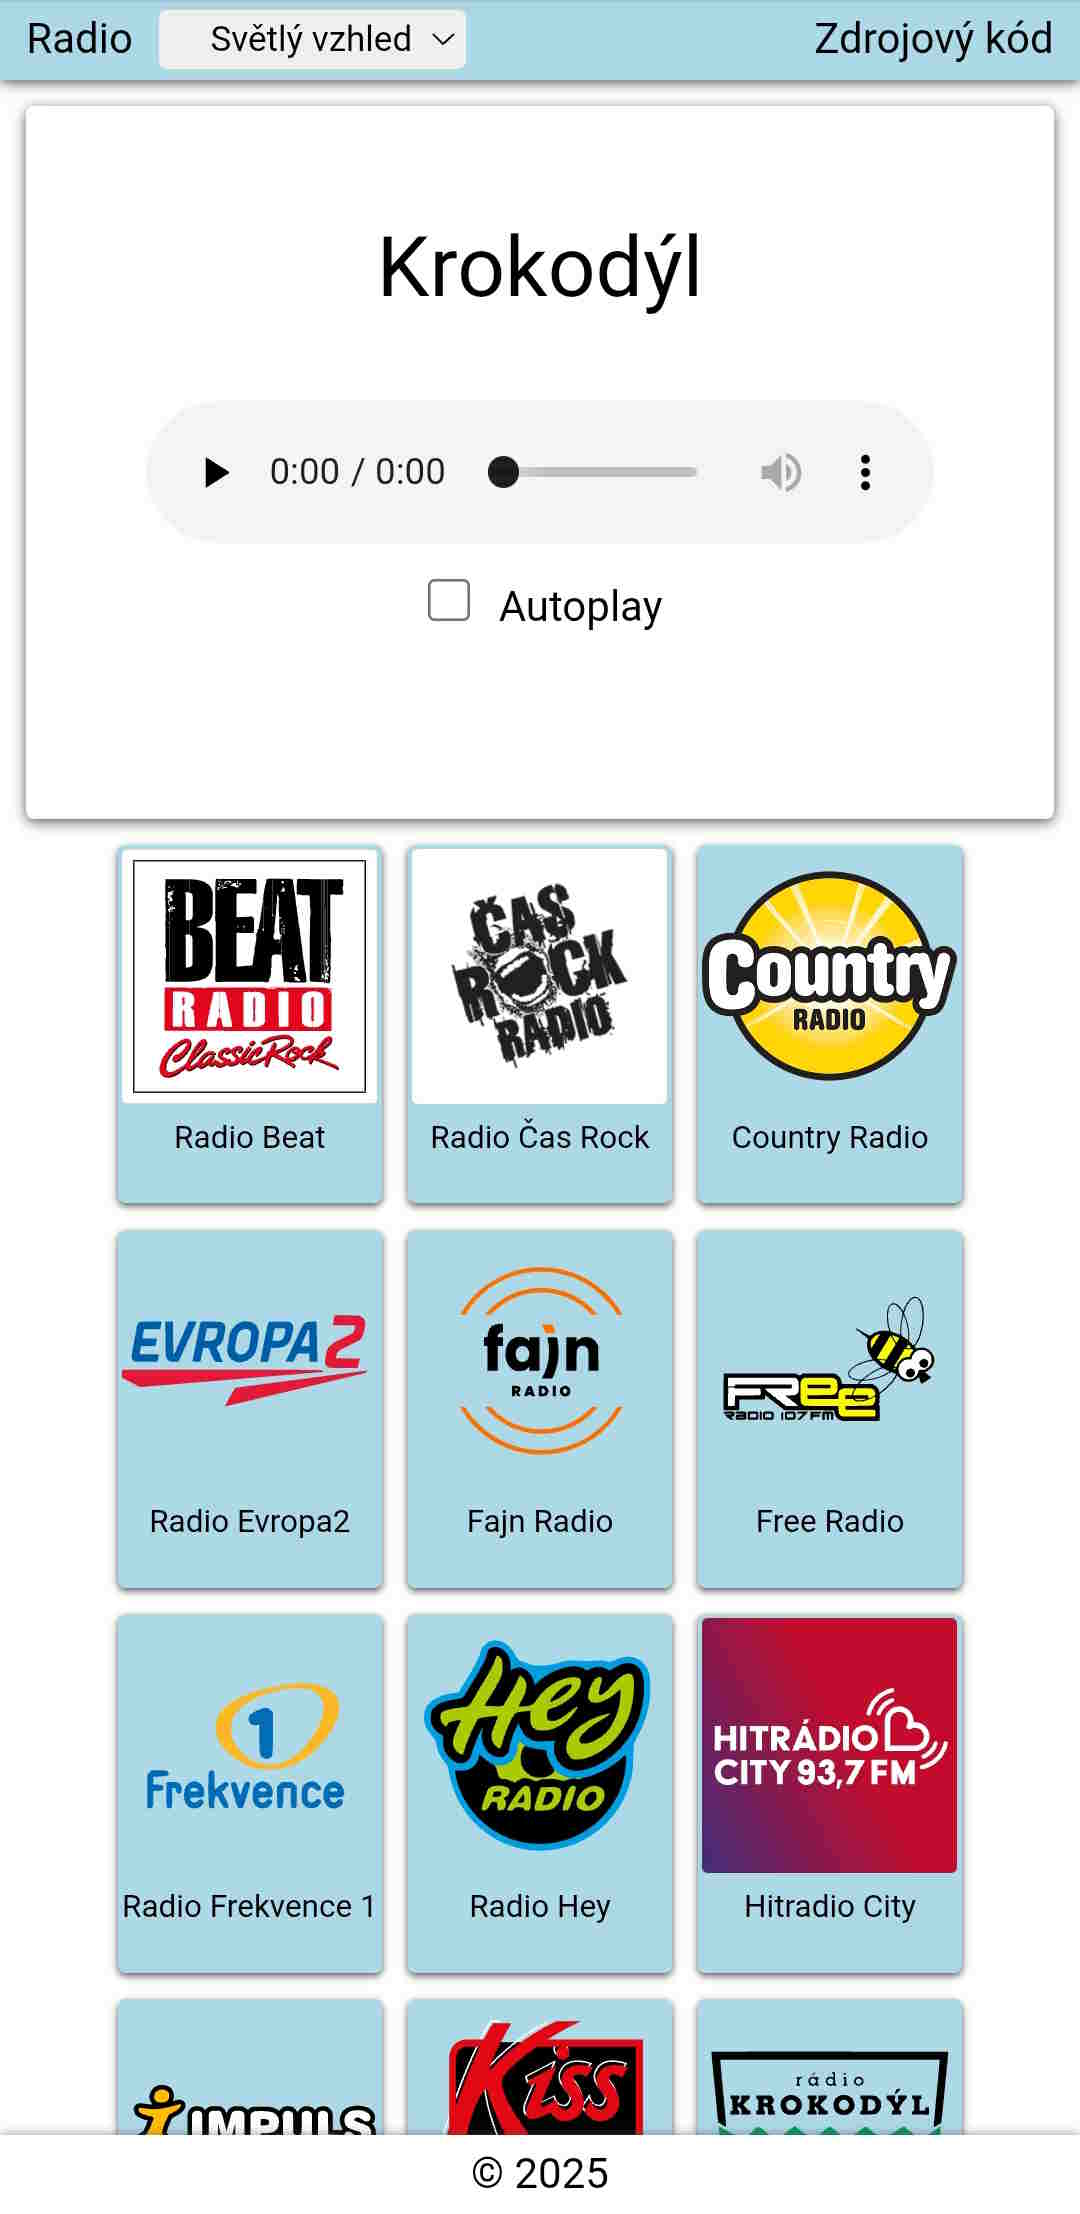 Radio
Světlý vzhled
Zdrojový kód
Krokodýl
0:00 / 0:00
Autoplay
BEAT
RADIO
ClassicRock
Radio Beat
ČAS
ROCK
RADIO
Radio Čas Rock
Country
RADIO
Country Radio
EVROPA 2
Radio Evropa2
fajn
RADIO
Fajn Radio
FRee
RADIO 107 FM
Free Radio
1
Frekvence
Radio Frekvence 1
Hey
RADIO
Radio Hey
HITRÁDIO
CITY 93,7 FM
Hitradio City
IMPULS
Kiss
rádio
KROKODÝL
© 2025